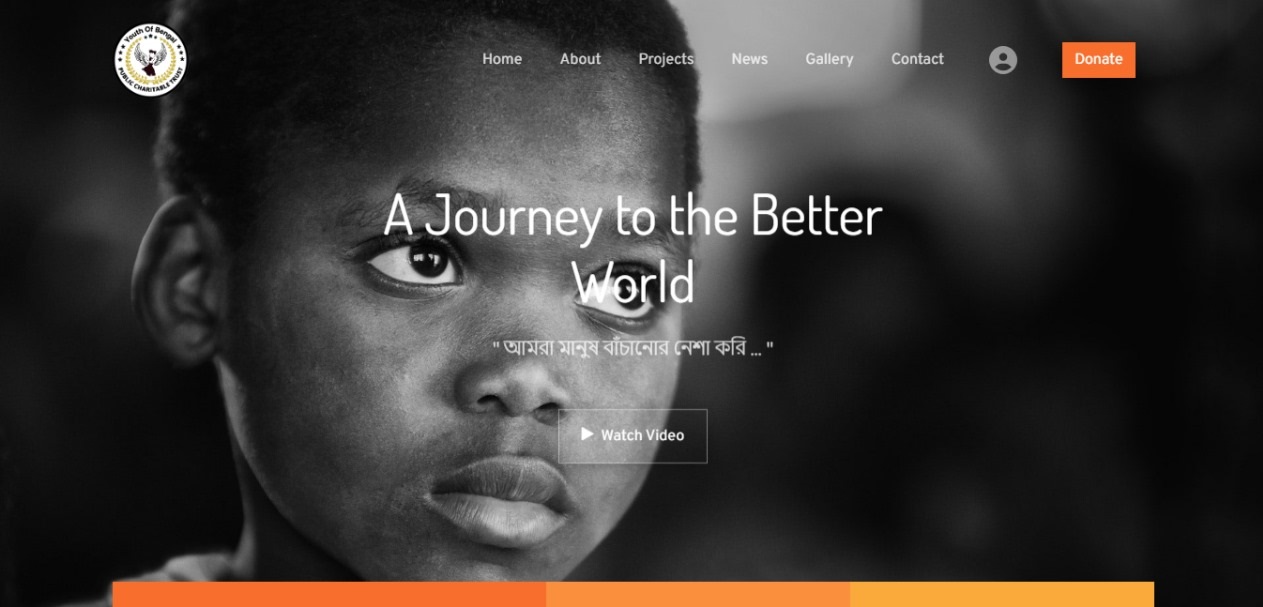 Youth Of Bengal
PUBLIC CHARITABLE TRUST
Home About Projects News Gallery Contact Donate
A Journey to the Better
World
" আমরা মানুষ বাঁচানোর নেশা করি ... "
Watch Video